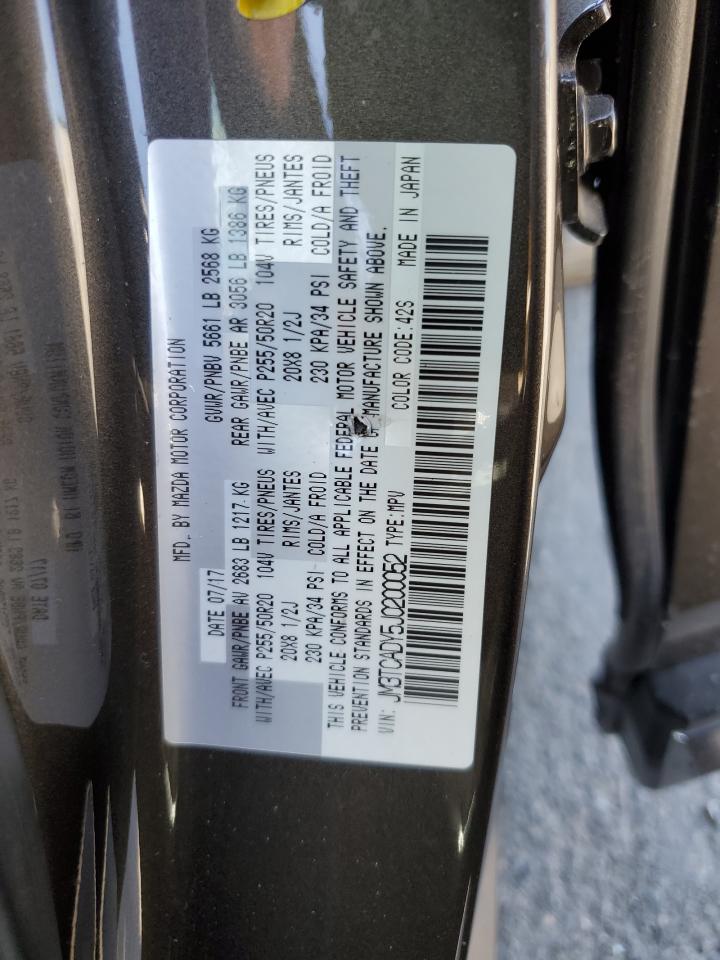 MFD. BY MAZDA MOTOR CORPORATION
DATE 07/17 GVWR/PNBV 5661 LB 2568 KG
FRONT GAWR/PNBE AV 2683 LB 1217 KG REAR GAWR/PNBE AR 3056 LB 1386 KG
WITH/AVEC P255/50R20 104V TIRES/PNEUS WITH/AVEC P255/50R20 104V TIRES/PNEUS
20X8 1/2J RIMS/JANTES 20X8 1/2J RIMS/JANTES
230 KPA/34 PSI COLD/A FROID 230 KPA/34 PSI COLD/A FROID
THIS VEHICLE CONFORMS TO ALL APPLICABLE FEDERAL MOTOR VEHICLE SAFETY AND THEFT
PREVENTION STANDARDS IN EFFECT ON THE DATE OF MANUFACTURE SHOWN ABOVE.
VIN: JM3TCADY5J0200052 TYPE:MPV COLOR CODE:42S MADE IN JAPAN